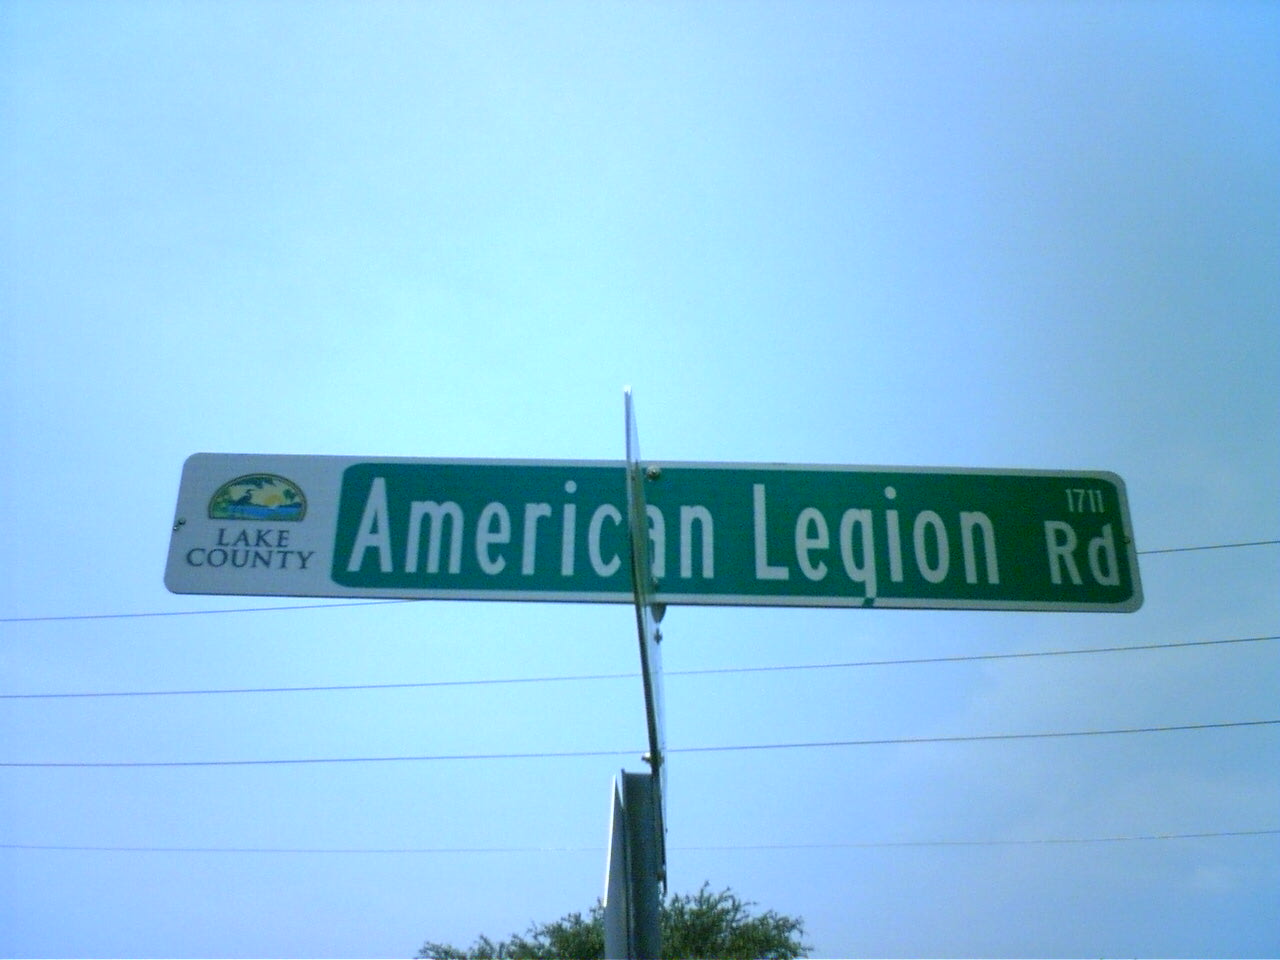 LAKE
COUNTY
American Legion Rd
1711